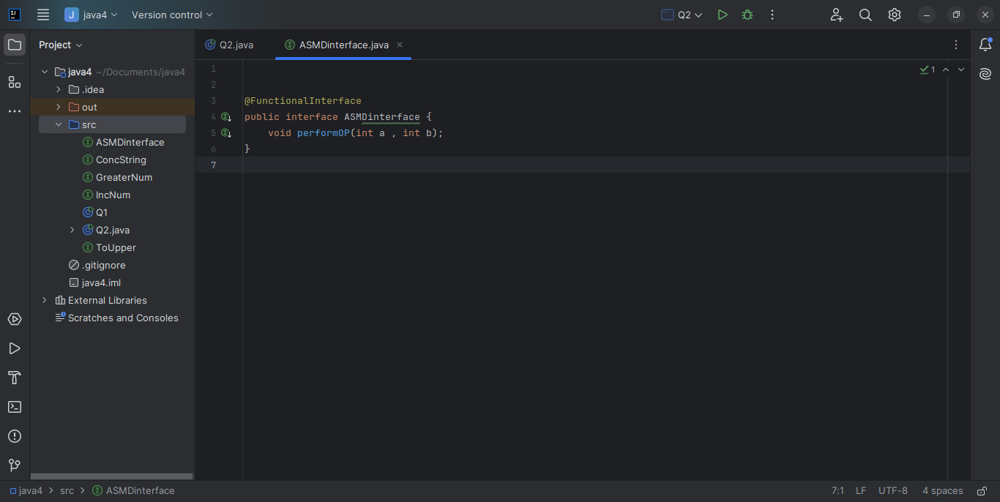 J java4 Version control Q2
Project
Q2.java ASMDinterface.java
java4 ~/Documents/java4
.idea
out
src
ASMDinterface
ConcString
GreaterNum
IncNum
Q1
Q2.java
ToUpper
.gitignore
java4.iml
External Libraries
Scratches and Consoles
1
1
2
3 @FunctionalInterface
4 public interface ASMDinterface {
5 void performOP(int a , int b);
6 }
7
java4 > src > ASMDinterface 7:1 LF UTF-8 4 spaces